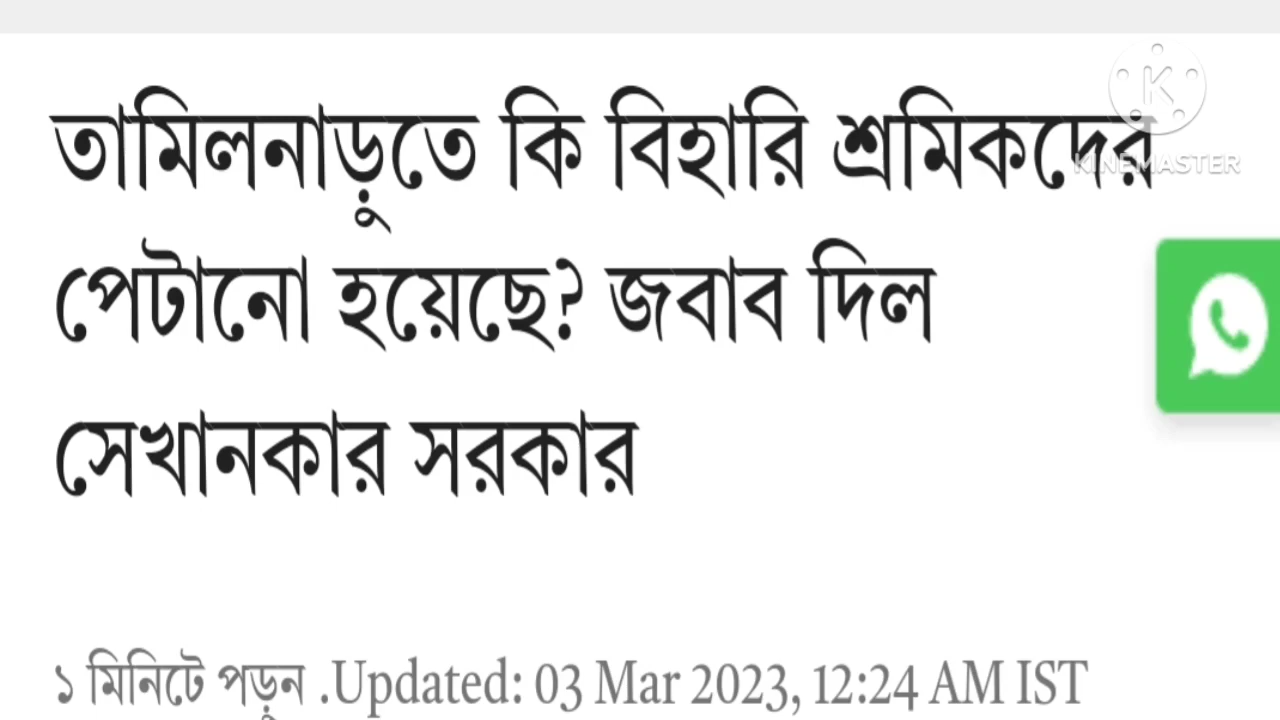 তামিলনাড়ুতে কি বিহারি শ্রমিকদের
KINEMASTER
পেটানো হয়েছে? জবাব দিল
সেখানকার সরকার
১ মিনিটে পড়ুন .Updated: 03 Mar 2023, 12:24 AM IST